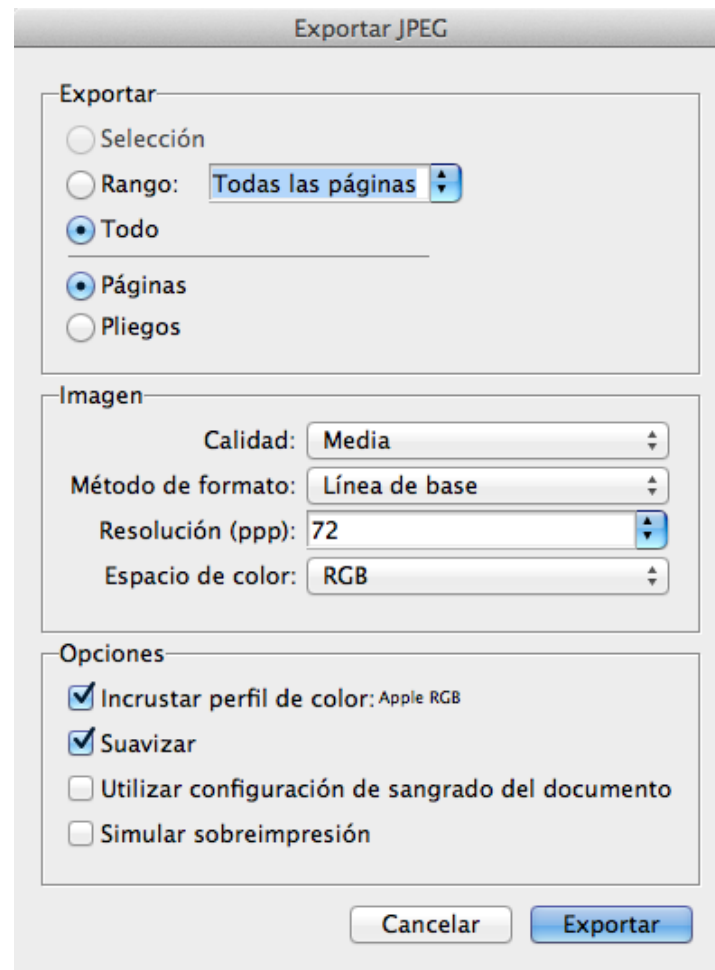 Exportar JPEG
Exportar
Selección
Rango: Todas las páginas
Todo
Páginas
Pliegos
Imagen
Calidad: Media
Método de formato: Línea de base
Resolución (ppp): 72
Espacio de color: RGB
Opciones
Incrustar perfil de color: Apple RGB
Suavizar
Utilizar configuración de sangrado del documento
Simular sobreimpresión
Cancelar Exportar